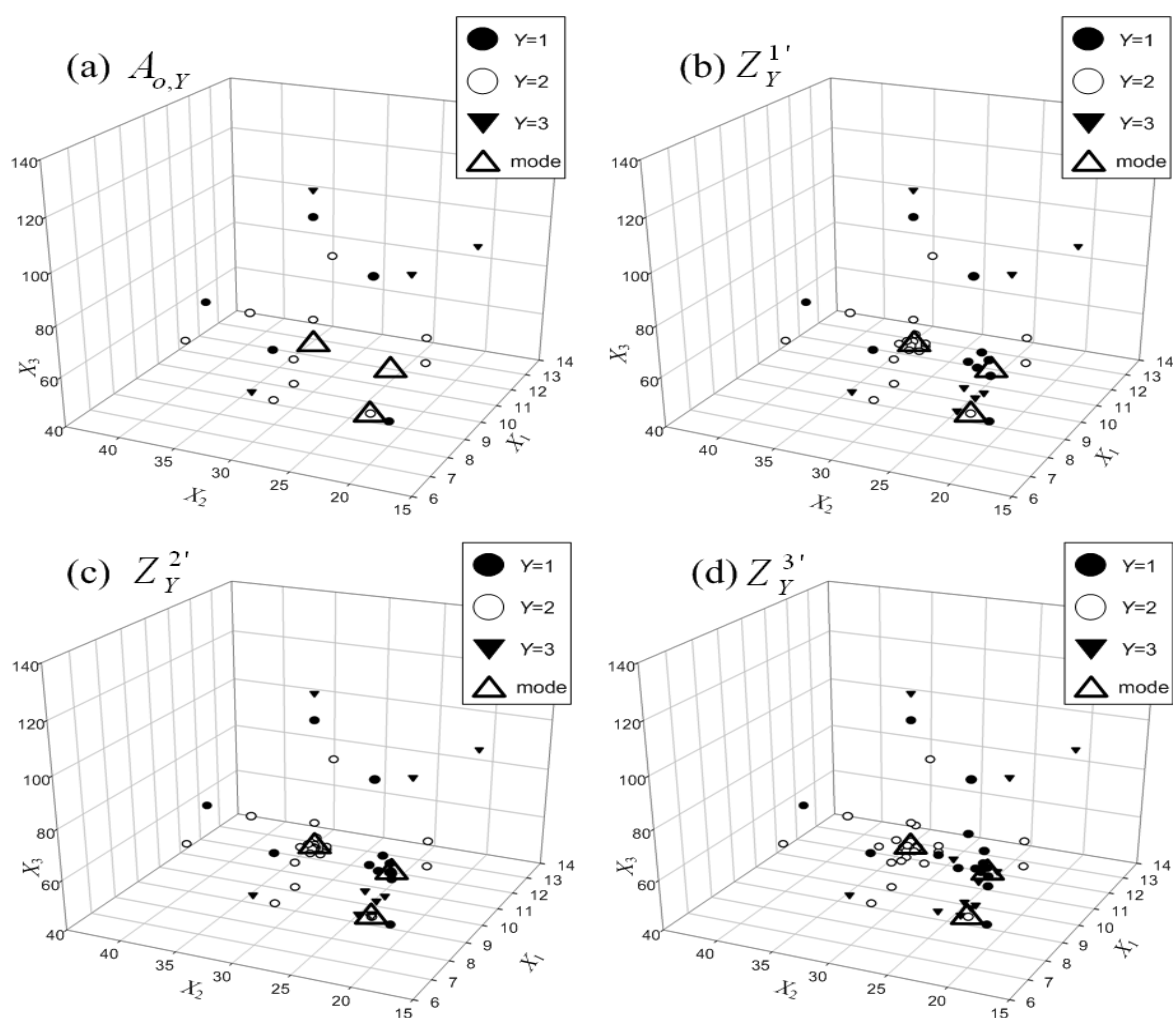 (a) A_{o,Y}
Y=1
Y=2
Y=3
mode
140
120
100
80
60
40
X_3
40
35
30
25
20
15
X_2
6
7
8
9
10
11
12
13
14
X_1
(b) Z_Y^{1'}
Y=1
Y=2
Y=3
mode
140
120
100
80
60
40
X_3
40
35
30
25
20
15
X_2
6
7
8
9
10
11
12
13
14
X_1
(c) Z_Y^{2'}
Y=1
Y=2
Y=3
mode
140
120
100
80
60
40
X_3
40
35
30
25
20
15
X_2
6
7
8
9
10
11
12
13
14
X_1
(d) Z_Y^{3'}
Y=1
Y=2
Y=3
mode
140
120
100
80
60
40
X_3
40
35
30
25
20
15
X_2
6
7
8
9
10
11
12
13
14
X_1